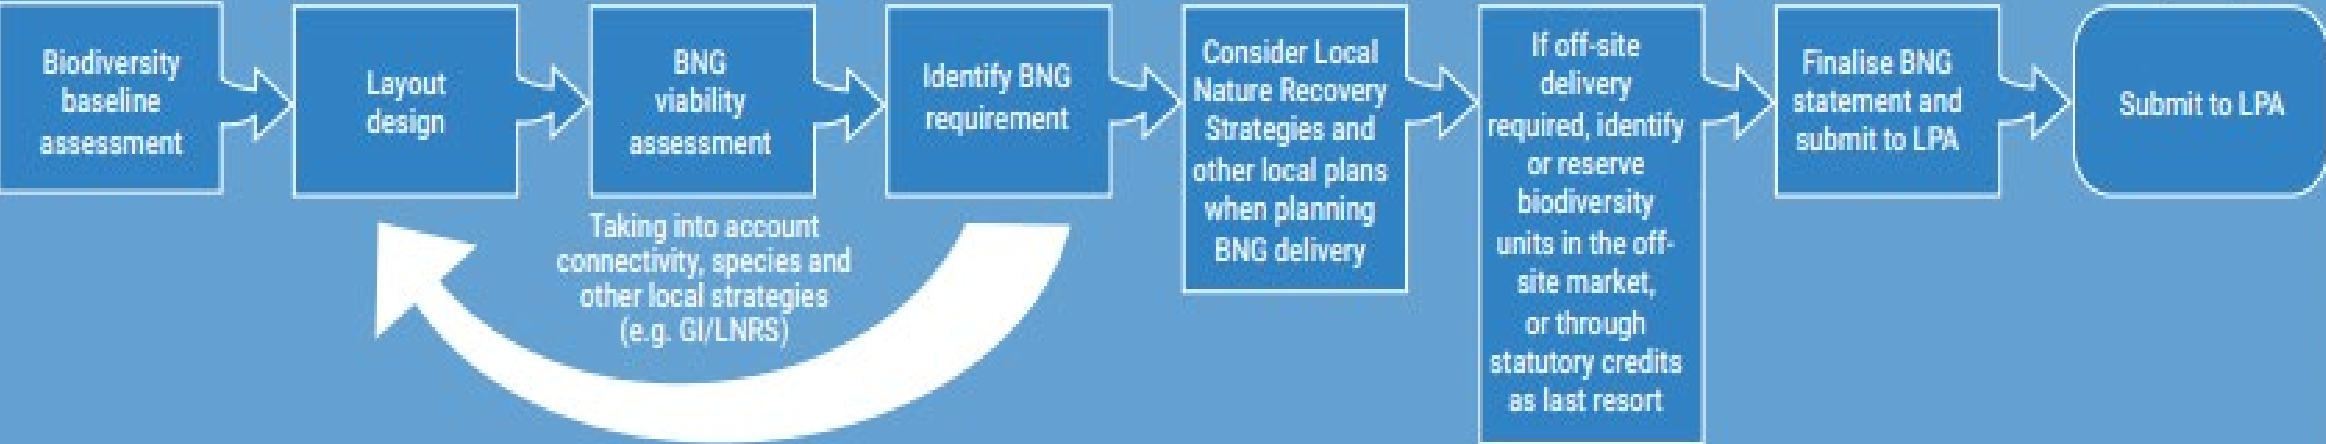 Biodiversity
baseline
assessment
Layout
design
BNG
viability
assessment
Identify BNG
requirement
Consider Local
Nature Recovery
Strategies and
other local plans
when planning
BNG delivery
If off-site
delivery
required, identify
or reserve
biodiversity
units in the off-
site market,
or through
statutory credits
as last resort
Finalise BNG
statement and
submit to LPA
Submit to LPA
Taking into account
connectivity, species and
other local strategies
(e.g. GI/LNRS)